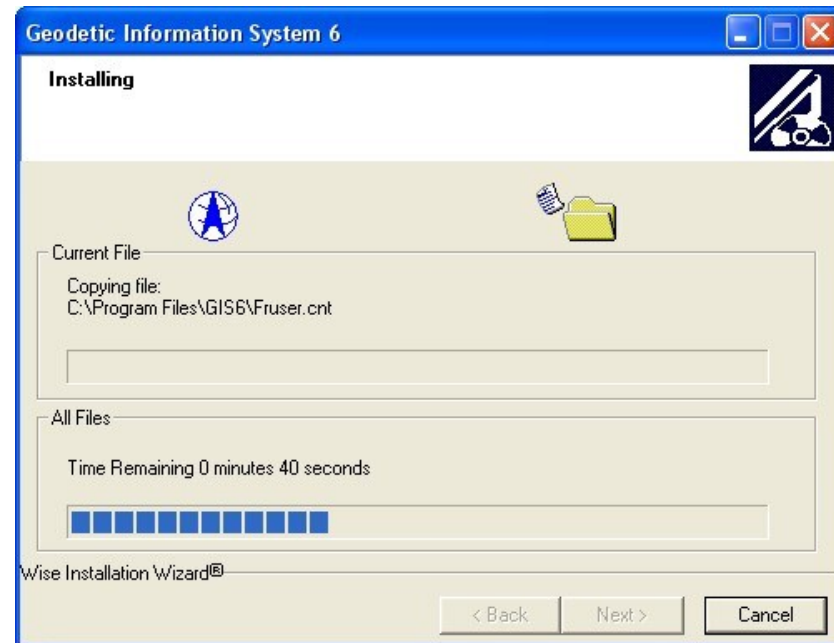 Geodetic Information System 6
Installing
Current File
Copying file:
C:\Program Files\GIS6\Fruser.cnt
All Files
Time Remaining 0 minutes 40 seconds
Wise Installation Wizard®
< Back Next > Cancel